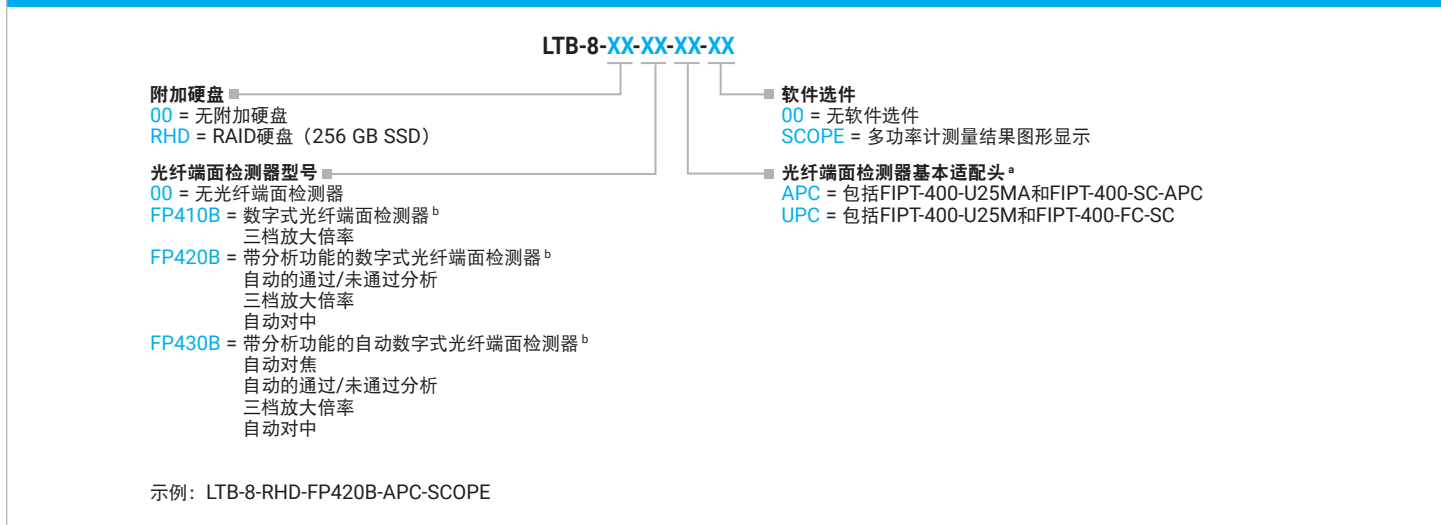 LTB-8-XX-XX-XX-XX
附加硬盘
00 = 无附加硬盘
RHD = RAID硬盘（256 GB SSD）
光纤端面检测器型号
00 = 无光纤端面检测器
FP410B = 数字式光纤端面检测器ᵇ
三档放大倍率
FP420B = 带分析功能的数字式光纤端面检测器ᵇ
自动的通过/未通过分析
三档放大倍率
自动对中
FP430B = 带分析功能的自动数字式光纤端面检测器ᵇ
自动对焦
自动的通过/未通过分析
三档放大倍率
自动对中
软件选件
00 = 无软件选件
SCOPE = 多功率计测量结果图形显示
光纤端面检测器基本适配头ᵃ
APC = 包括FIPT-400-U25MA和FIPT-400-SC-APC
UPC = 包括FIPT-400-U25M和FIPT-400-FC-SC
示例：LTB-8-RHD-FP420B-APC-SCOPE